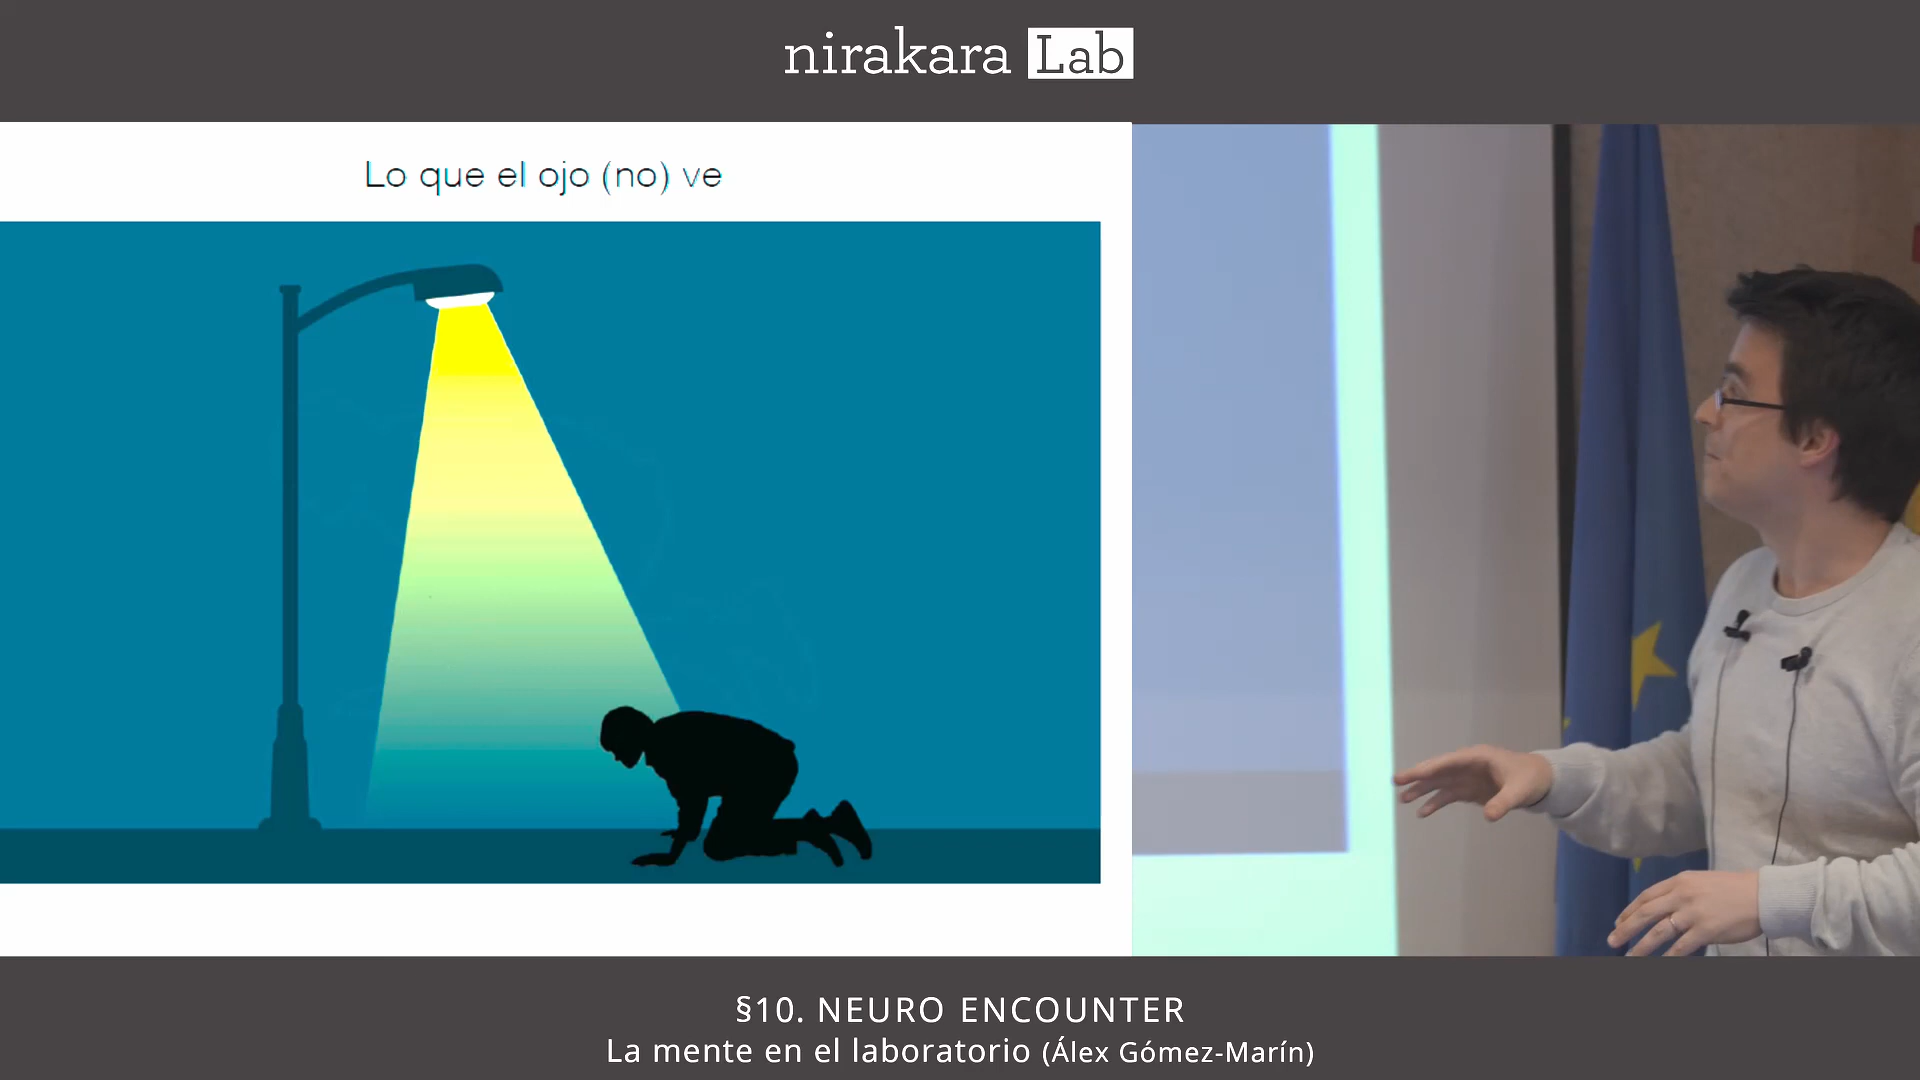 nirakara Lab
Lo que el ojo (no) ve
§10. NEURO ENCOUNTER
La mente en el laboratorio (Álex Gómez-Marín)